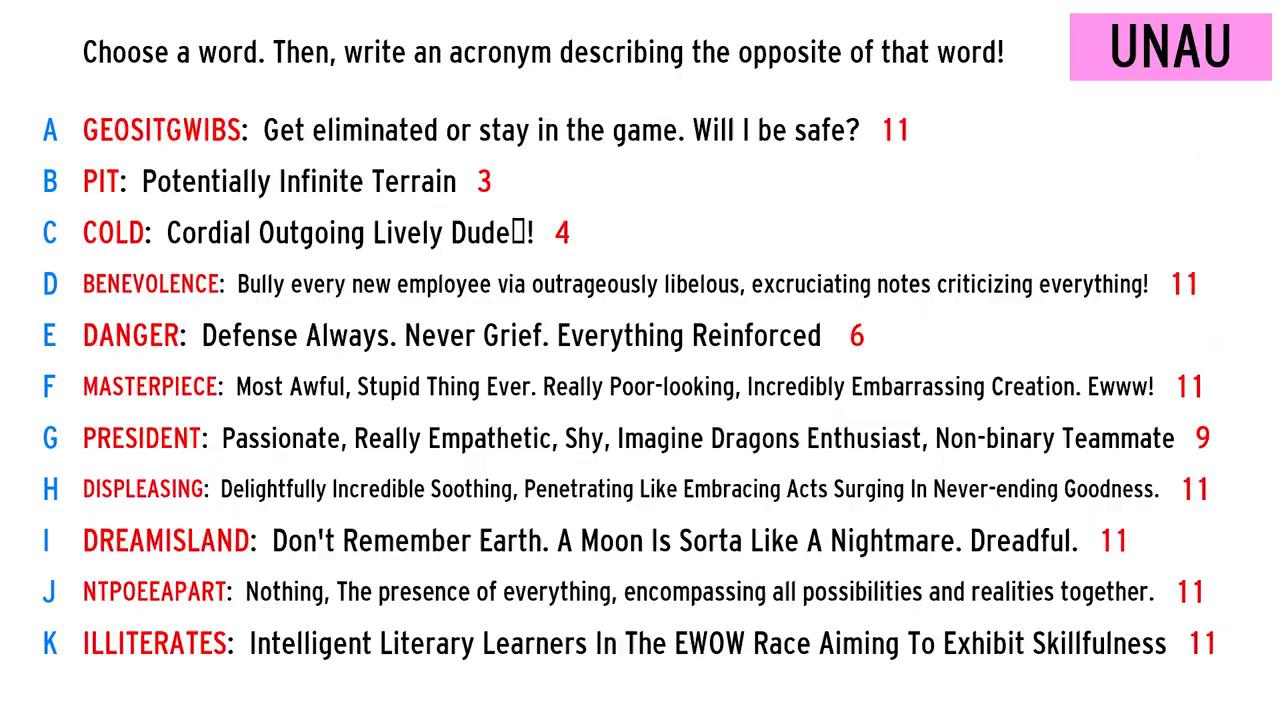 Choose a word. Then, write an acronym describing the opposite of that word!
UNAU
A GEOSITGWIBS: Get eliminated or stay in the game. Will I be safe? 11
B PIT: Potentially Infinite Terrain 3
C COLD: Cordial Outgoing Lively Dude▯! 4
D BENEVOLENCE: Bully every new employee via outrageously libelous, excruciating notes criticizing everything! 11
E DANGER: Defense Always. Never Grief. Everything Reinforced 6
F MASTERPIECE: Most Awful, Stupid Thing Ever. Really Poor-looking, Incredibly Embarrassing Creation. Ewww! 11
G PRESIDENT: Passionate, Really Empathetic, Shy, Imagine Dragons Enthusiast, Non-binary Teammate 9
H DISPLEASING: Delightfully Incredible Soothing, Penetrating Like Embracing Acts Surging In Never-ending Goodness. 11
I DREAMISLAND: Don't Remember Earth. A Moon Is Sorta Like A Nightmare. Dreadful. 11
J NTPOEEAPART: Nothing, The presence of everything, encompassing all possibilities and realities together. 11
K ILLITERATES: Intelligent Literary Learners In The EWOW Race Aiming To Exhibit Skillfulness 11